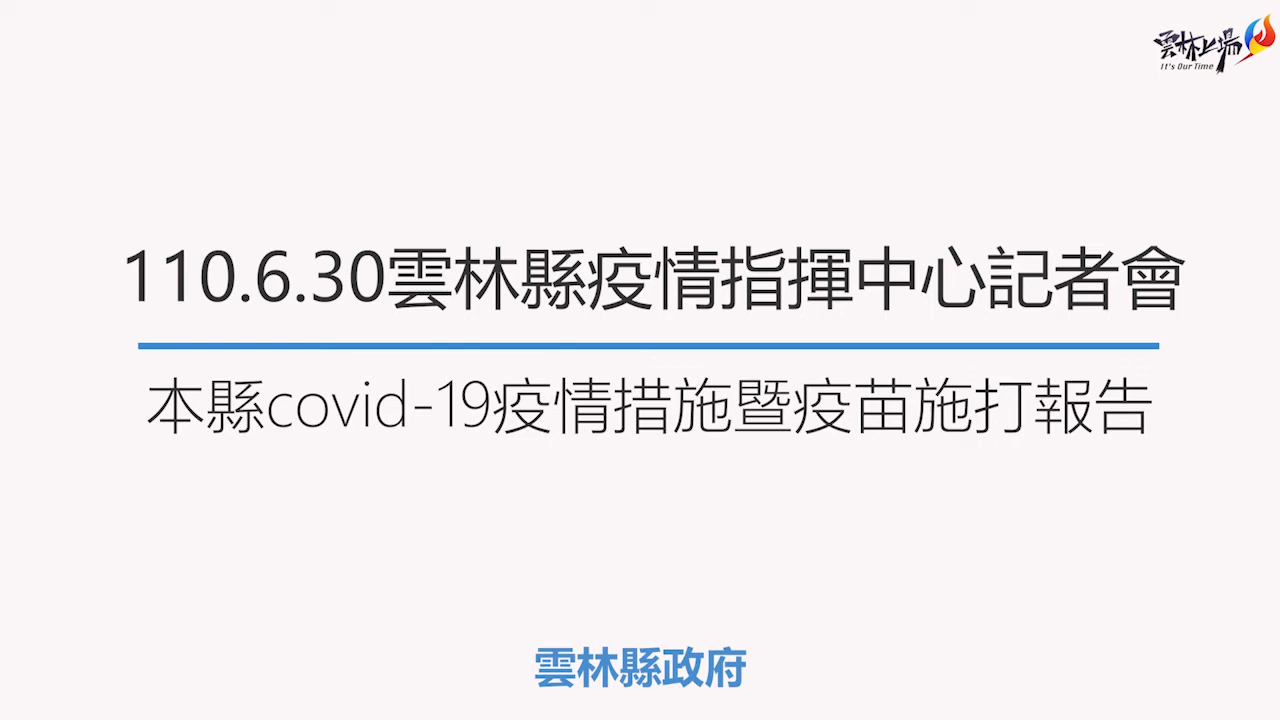 雲林上場
It's Our Time
110.6.30雲林縣疫情指揮中心記者會
本縣covid-19疫情措施暨疫苗施打報告
雲林縣政府